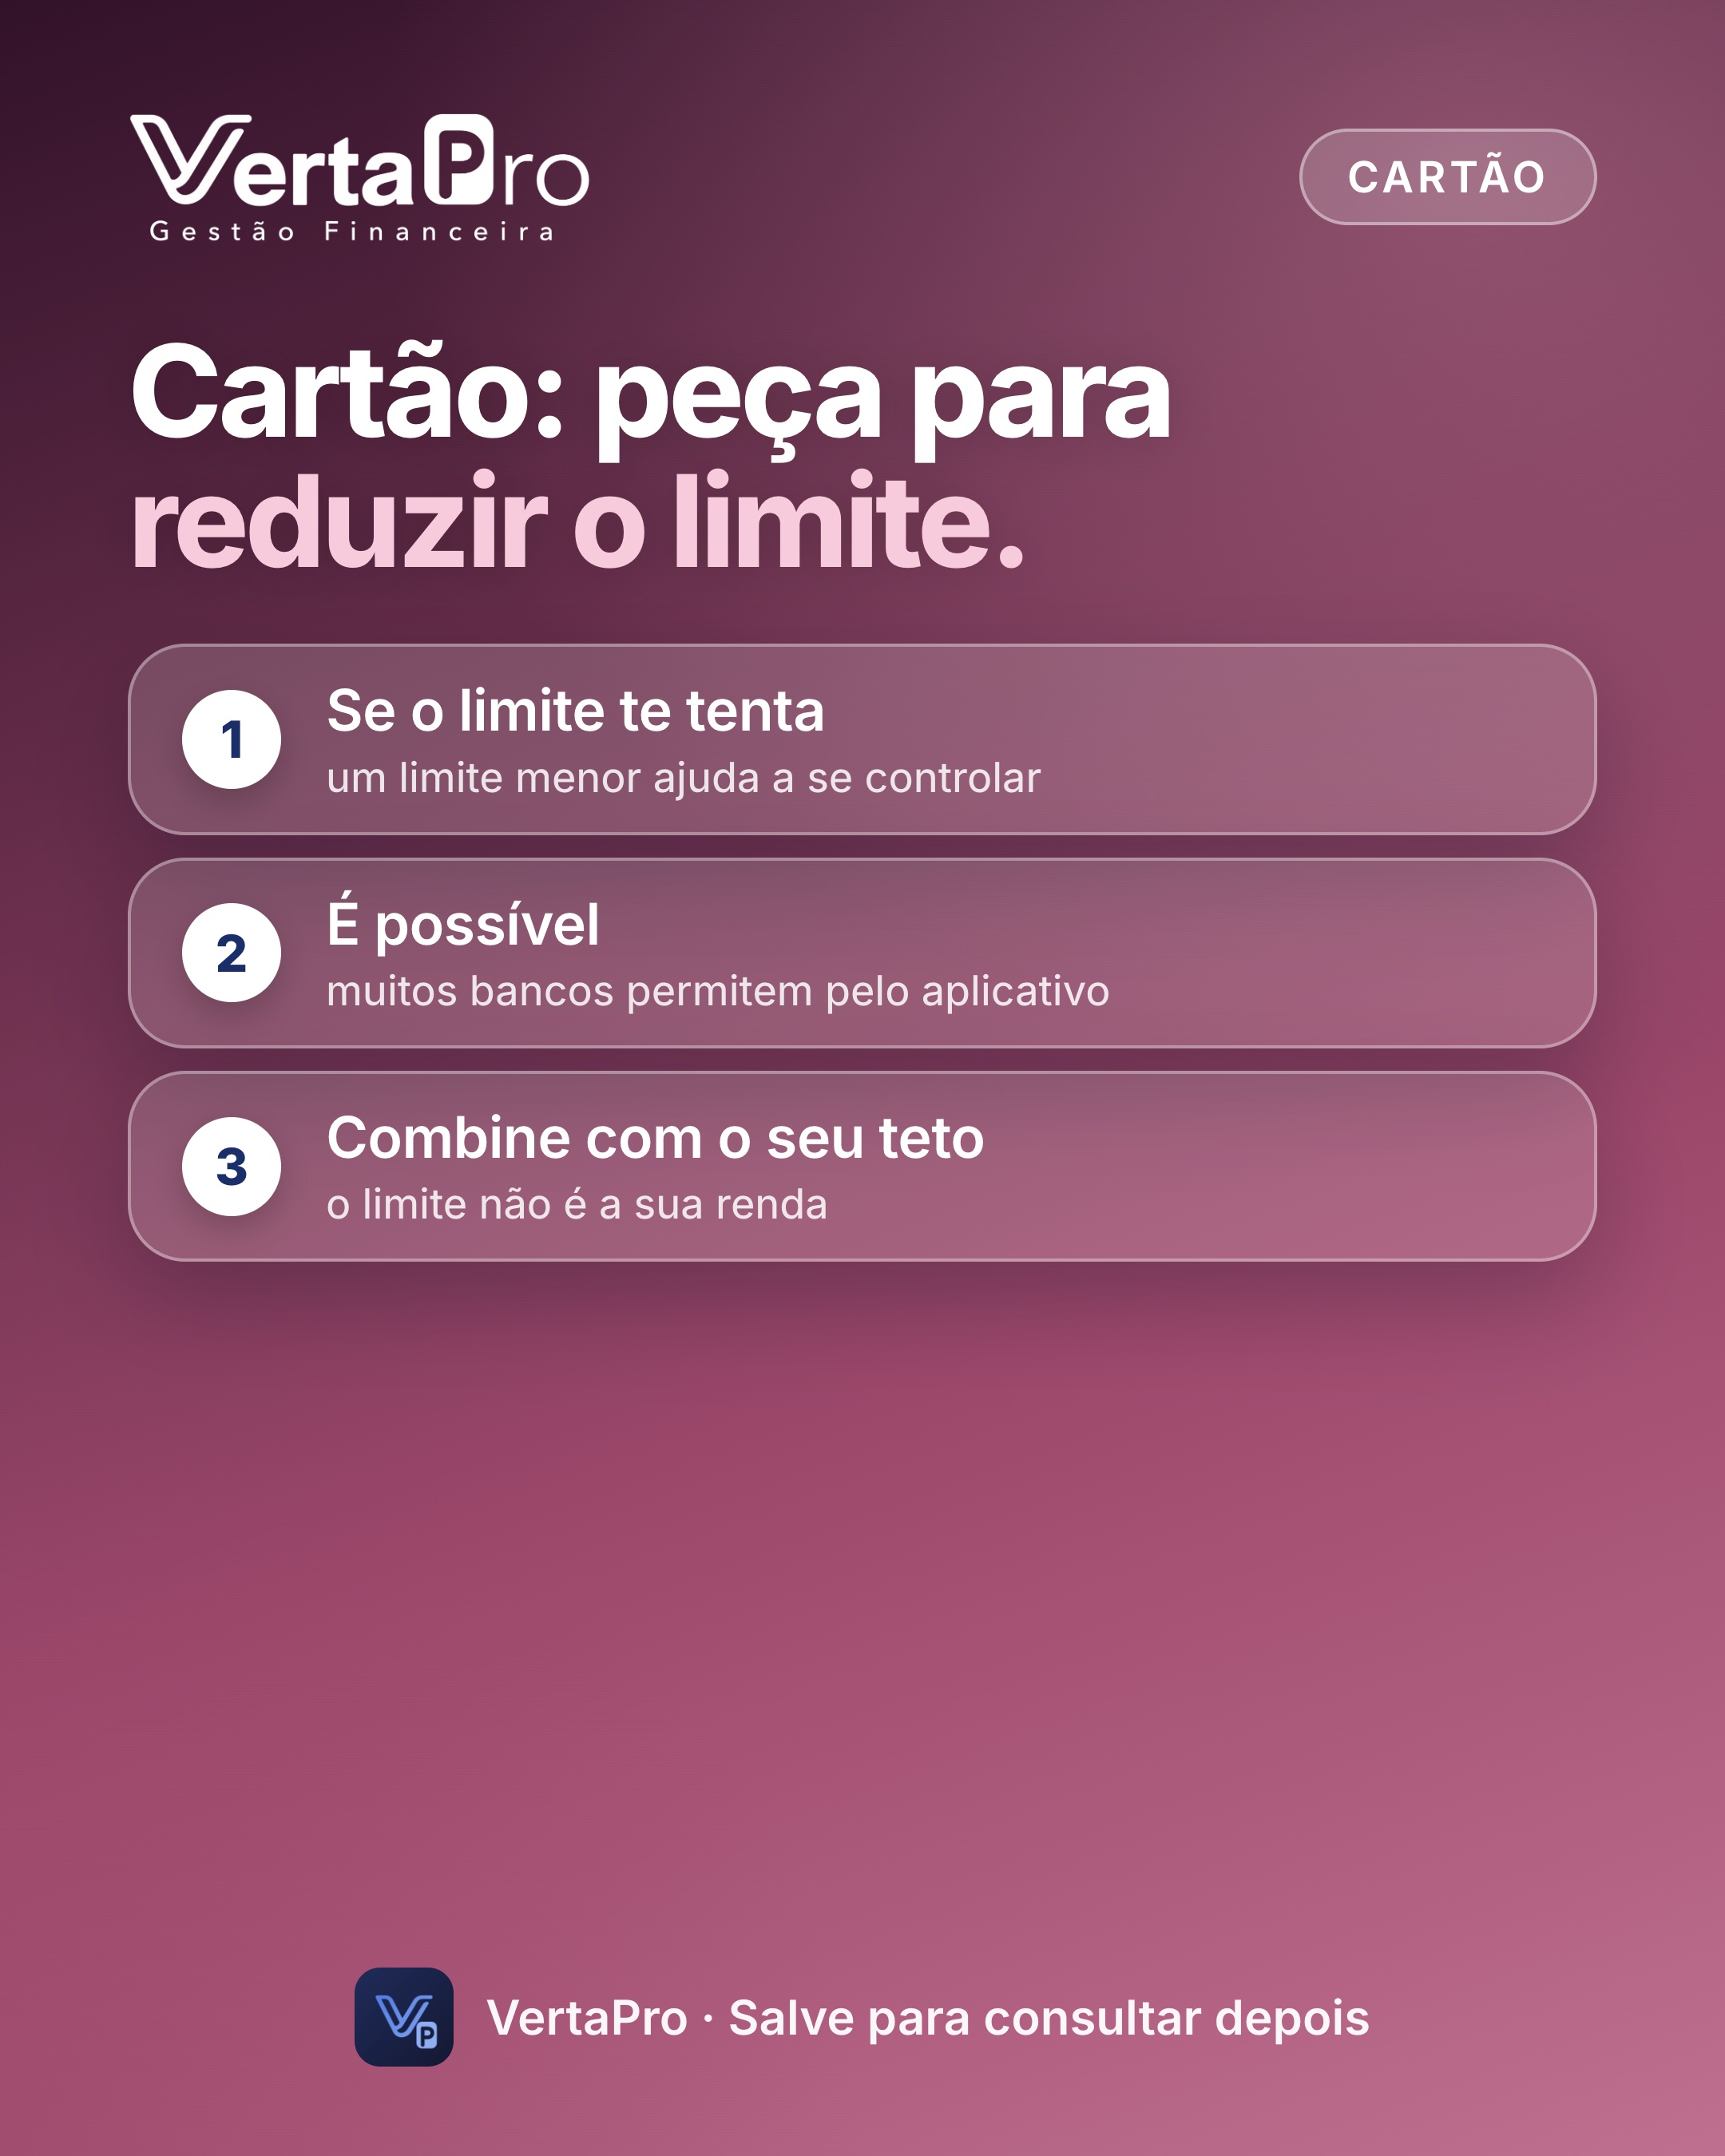 VertaPro
Gestão Financeira
CARTÃO
Cartão: peça para
reduzir o limite.
1
Se o limite te tenta
um limite menor ajuda a se controlar
2
É possível
muitos bancos permitem pelo aplicativo
3
Combine com o seu teto
o limite não é a sua renda
VP
VertaPro · Salve para consultar depois